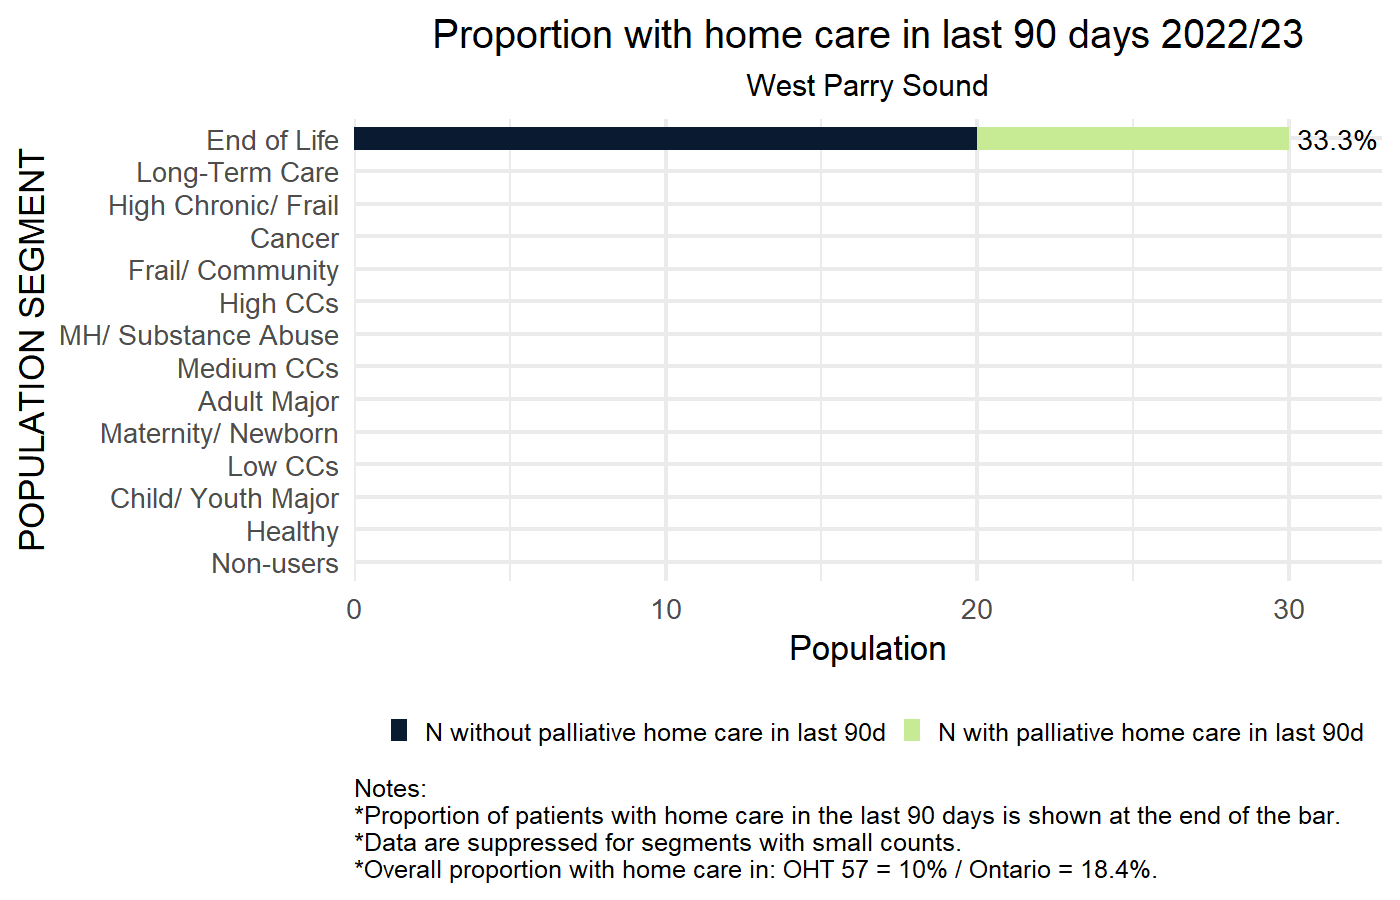 Proportion with home care in last 90 days 2022/23
West Parry Sound
POPULATION SEGMENT
End of Life
33.3%
Long-Term Care
High Chronic/ Frail
Cancer
Frail/ Community
High CCs
MH/ Substance Abuse
Medium CCs
Adult Major
Maternity/ Newborn
Low CCs
Child/ Youth Major
Healthy
Non-users
0 10 20 30
Population
N without palliative home care in last 90d N with palliative home care in last 90d
Notes:
*Proportion of patients with home care in the last 90 days is shown at the end of the bar.
*Data are suppressed for segments with small counts.
*Overall proportion with home care in: OHT 57 = 10% / Ontario = 18.4%.